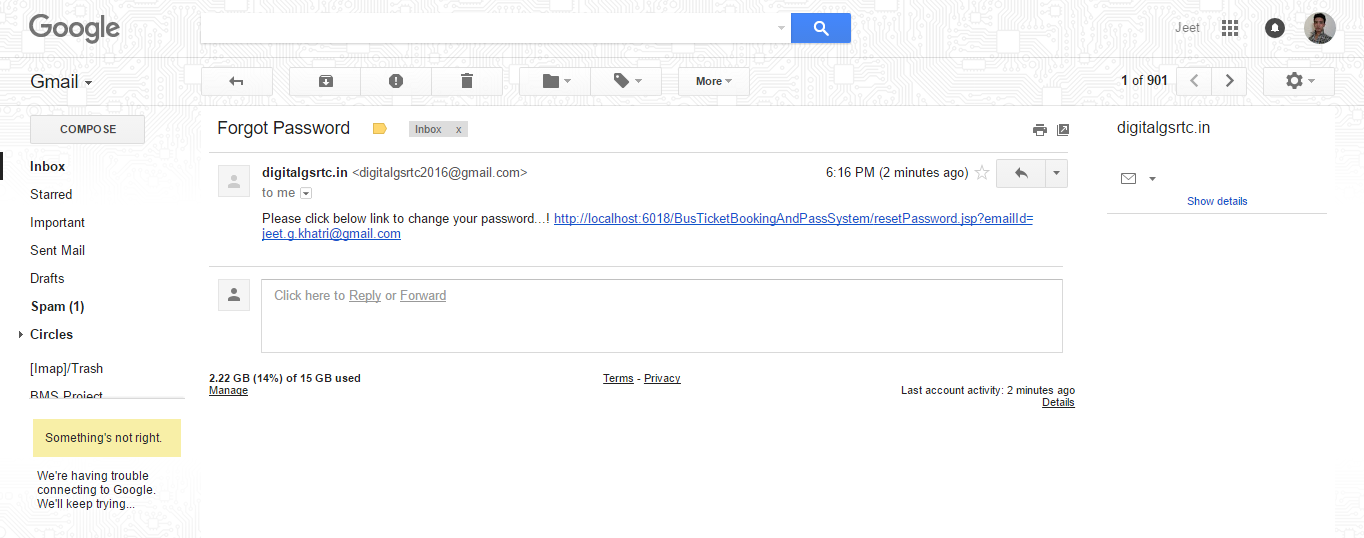 Google
Jeet
Gmail
More
1 of 901
COMPOSE
Inbox
Starred
Important
Sent Mail
Drafts
Spam (1)
Circles
[Imap]/Trash
BMS Project
Something's not right.
We're having trouble
connecting to Google.
We'll keep trying...
Forgot Password
Inbox x
digitalgsrtc.in <digitalgsrtc2016@gmail.com>
6:16 PM (2 minutes ago)
to me
Please click below link to change your password...! http://localhost:6018/BusTicketBookingAndPassSystem/resetPassword.jsp?emailId=
jeet.g.khatri@gmail.com
Click here to Reply or Forward
2.22 GB (14%) of 15 GB used
Manage
Terms - Privacy
Last account activity: 2 minutes ago
Details
digitalgsrtc.in
Show details